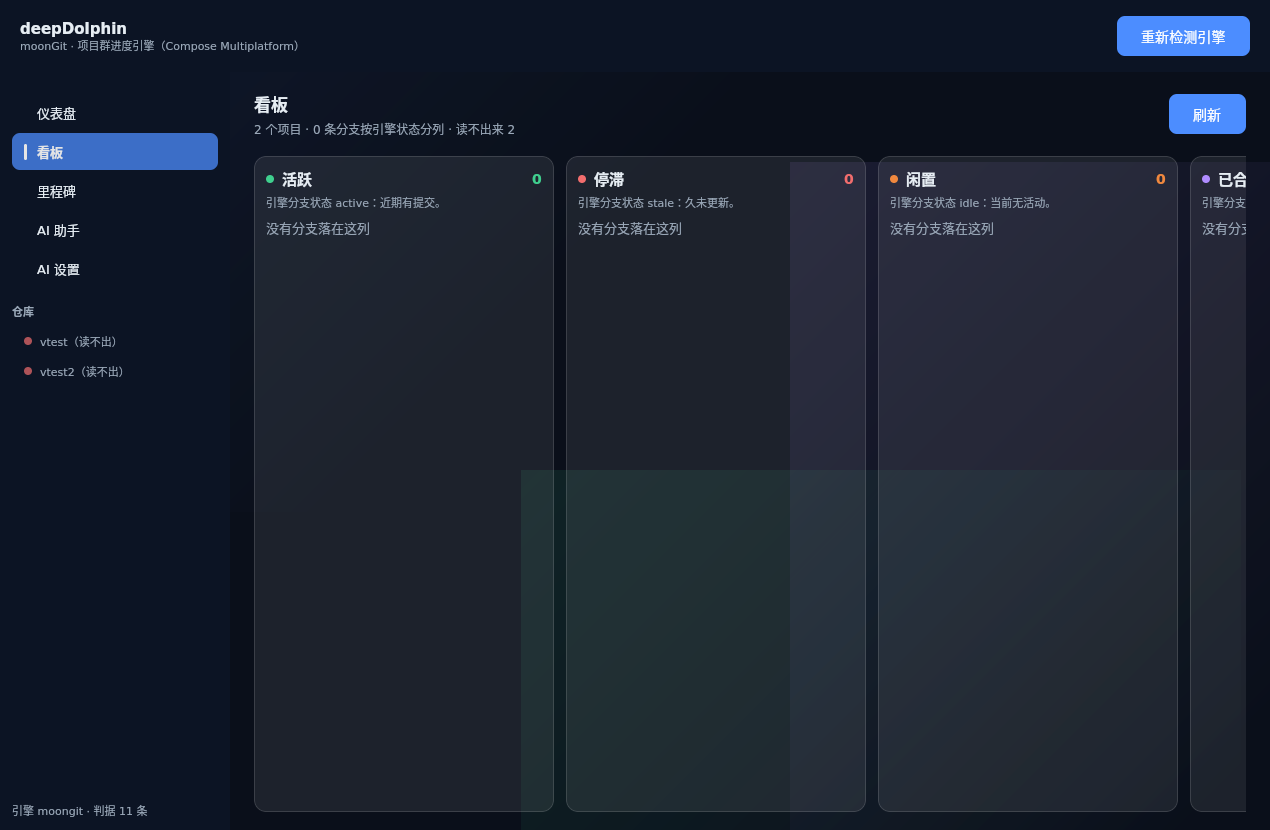 deepDolphin
moonGit · 项目群进度引擎（Compose Multiplatform）
重新检测引擎
仪表盘
看板
里程碑
AI 助手
AI 设置
仓库
vtest（读不出）
vtest2（读不出）
引擎 moongit · 判据 11 条
看板
2 个项目 · 0 条分支按引擎状态分列 · 读不出来 2
刷新
活跃 0
引擎分支状态 active：近期有提交。
没有分支落在这列
停滞 0
引擎分支状态 stale：久未更新。
没有分支落在这列
闲置 0
引擎分支状态 idle：当前无活动。
没有分支落在这列
已合
引擎分支
没有分支